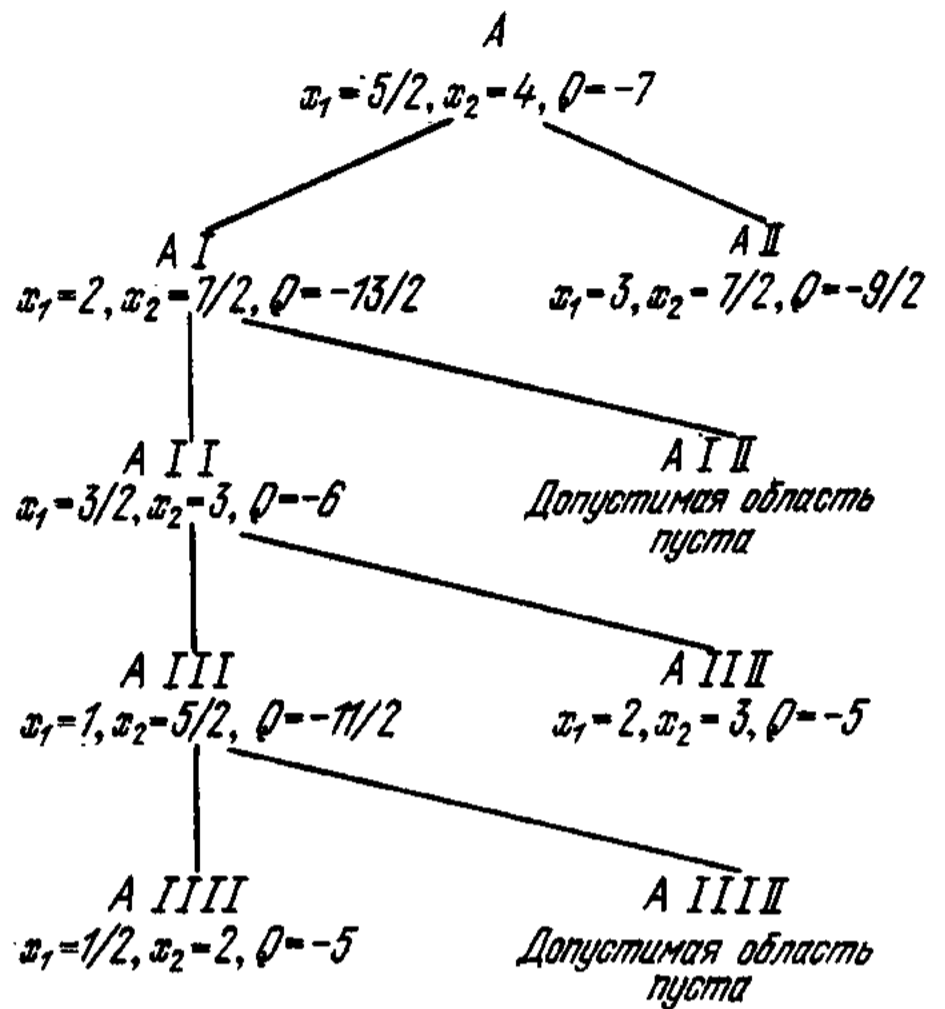 A
x₁=5/2, x₂=4, Q=-7
A I
x₁=2, x₂=7/2, Q=-13/2
A II
x₁=3, x₂=7/2, Q=-9/2
A I I
x₁=3/2, x₂=3, Q=-6
A I II
Допустимая область
пуста
A I I I
x₁=1, x₂=5/2, Q=-11/2
A I I II
x₁=2, x₂=3, Q=-5
A I I I I
x₁=1/2, x₂=2, Q=-5
A I I I II
Допустимая область
пуста